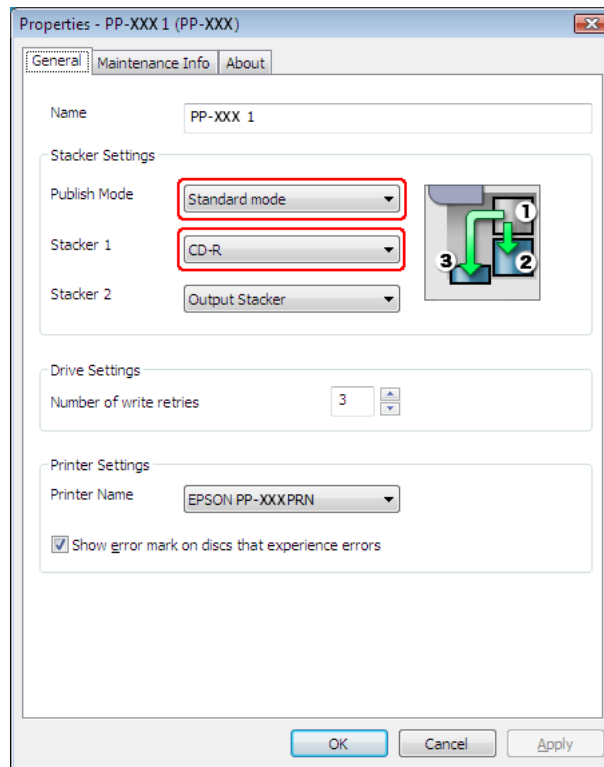 Properties - PP-XXX 1 (PP-XXX)
General Maintenance Info About
Name PP-XXX 1
Stacker Settings
Publish Mode Standard mode
Stacker 1 CD-R
Stacker 2 Output Stacker
1
3 2
Drive Settings
Number of write retries 3
Printer Settings
Printer Name EPSON PP-XXXPRN
Show error mark on discs that experience errors
OK Cancel Apply